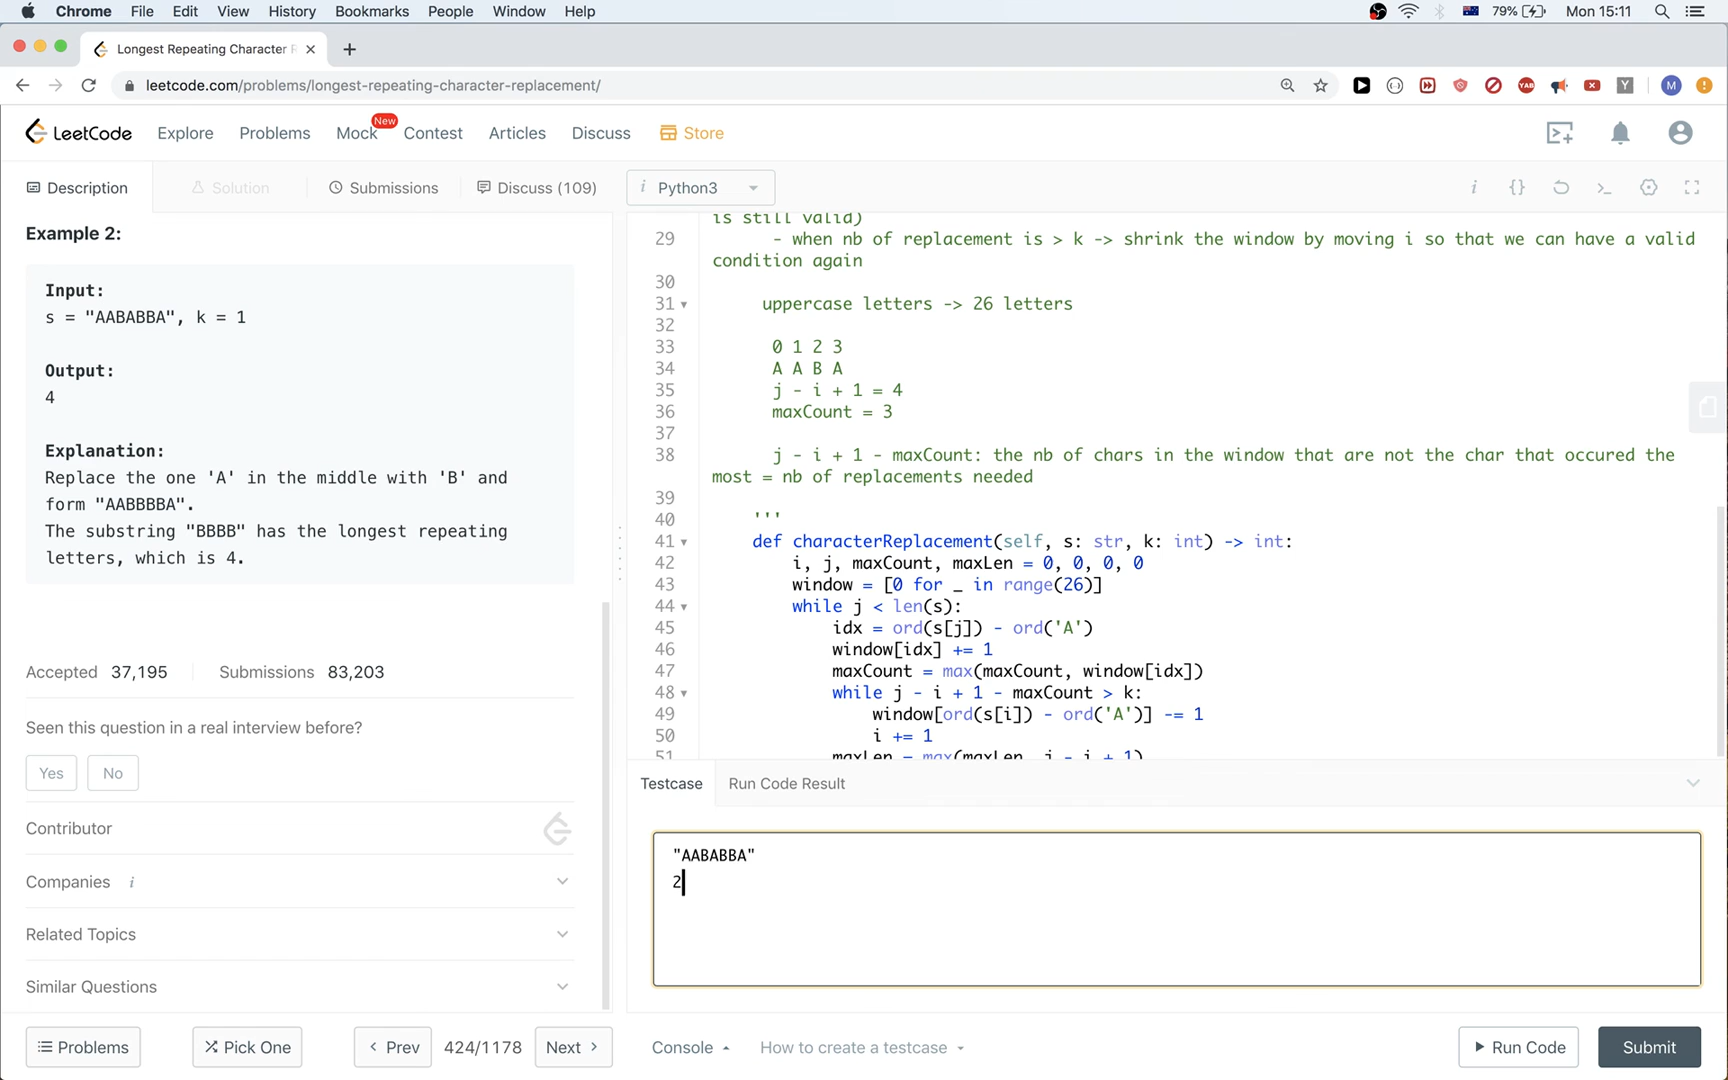 Chrome File Edit View History Bookmarks People Window Help 79% Mon 15:11
Longest Repeating Character R
leetcode.com/problems/longest-repeating-character-replacement/
YAB Y M
LeetCode Explore Problems Mock New Contest Articles Discuss Store
Description Solution Submissions Discuss (109) i Python3
Example 2:
Input:
s = "AABABBA", k = 1
Output:
4
Explanation:
Replace the one 'A' in the middle with 'B' and
form "AABBBBA".
The substring "BBBB" has the longest repeating
letters, which is 4.
Accepted 37,195 Submissions 83,203
Seen this question in a real interview before?
Yes No
Contributor
Companies i
Related Topics
Similar Questions
Problems Pick One Prev 424/1178 Next
is still valid)
29 - when nb of replacement is > k -> shrink the window by moving i so that we can have a valid
condition again
30
31 uppercase letters -> 26 letters
32
33 0 1 2 3
34 A A B A
35 j - i + 1 = 4
36 maxCount = 3
37
38 j - i + 1 - maxCount: the nb of chars in the window that are not the char that occured the
most = nb of replacements needed
39
40 '''
41 def characterReplacement(self, s: str, k: int) -> int:
42 i, j, maxCount, maxLen = 0, 0, 0, 0
43 window = [0 for _ in range(26)]
44 while j < len(s):
45 idx = ord(s[j]) - ord('A')
46 window[idx] += 1
47 maxCount = max(maxCount, window[idx])
48 while j - i + 1 - maxCount > k:
49 window[ord(s[i]) - ord('A')] -= 1
50 i += 1
51 maxLen = max(maxLen, j - i + 1)
Testcase Run Code Result
"AABABBA"
2
Console How to create a testcase Run Code Submit